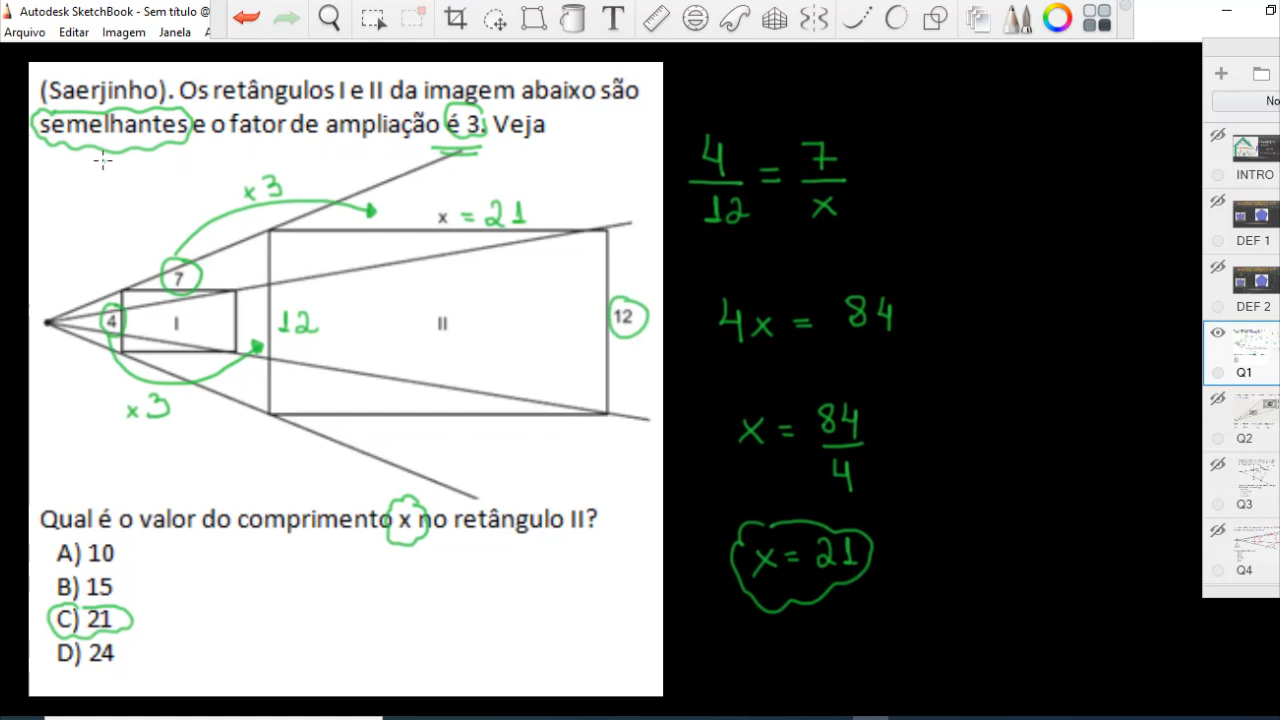 Autodesk SketchBook - Sem título @
Arquivo Editar Imagem Janela
(Saerjinho). Os retângulos I e II da imagem abaixo são
semelhantes e o fator de ampliação é 3. Veja
x 3
x = 21
7
4
I
12
II
12
x 3
Qual é o valor do comprimento x no retângulo II?
A) 10
B) 15
C) 21
D) 24
4/12 = 7/x
4x = 84
x = 84/4
x = 21
No
INTRO
DEF 1
DEF 2
Q1
Q2
Q3
Q4